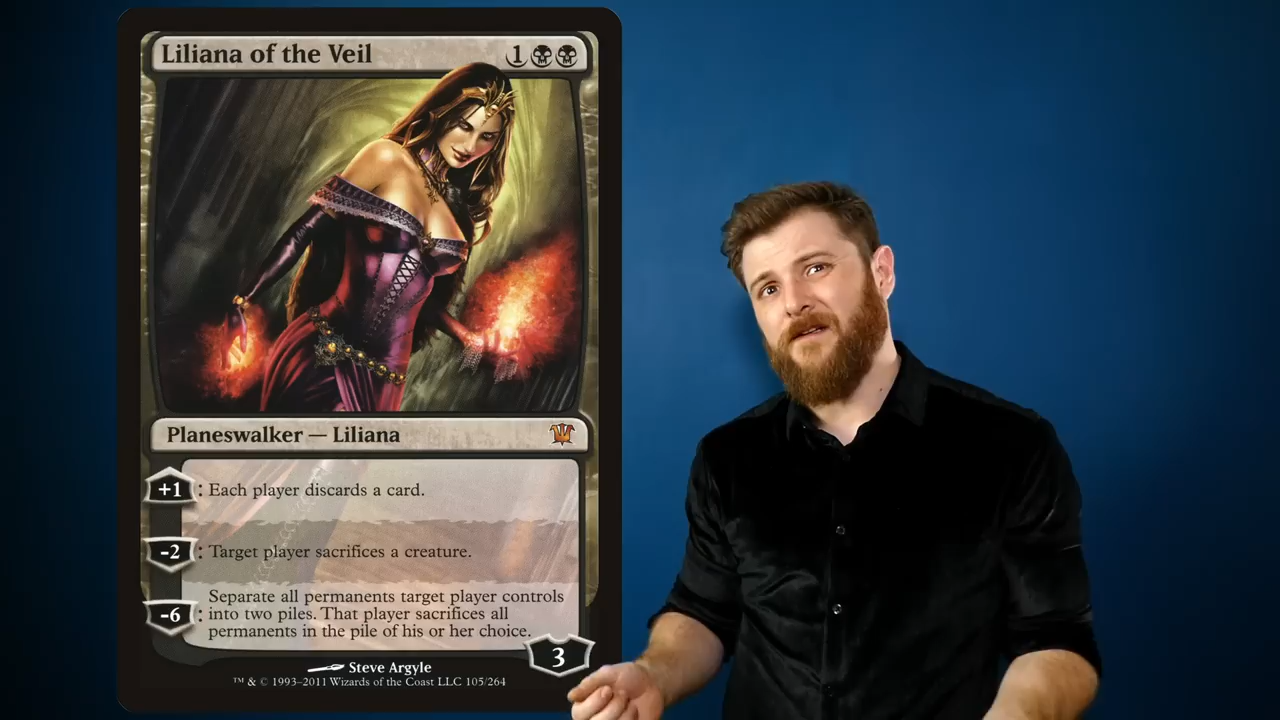 Liliana of the Veil 1
Planeswalker — Liliana
+1 : Each player discards a card.
-2 : Target player sacrifices a creature.
Separate all permanents target player controls
-6 : into two piles. That player sacrifices all
permanents in the pile of his or her choice.
3
Steve Argyle
™ & © 1993–2011 Wizards of the Coast LLC 105/264